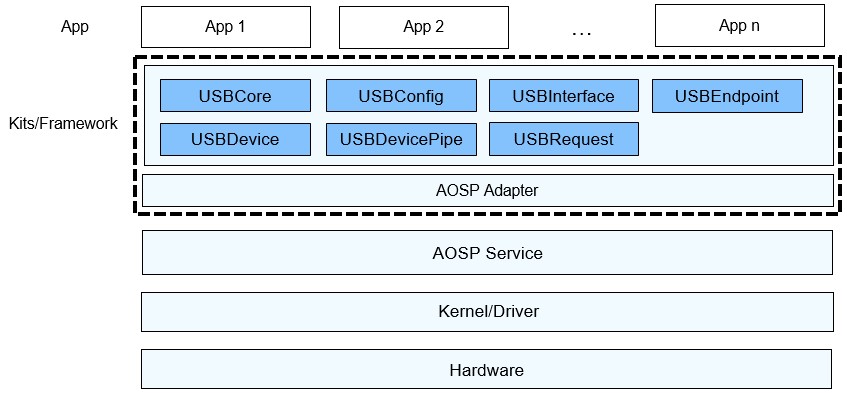 App
App 1
App 2
...
App n
Kits/Framework
USBCore
USBConfig
USBInterface
USBEndpoint
USBDevice
USBDevicePipe
USBRequest
AOSP Adapter
AOSP Service
Kernel/Driver
Hardware